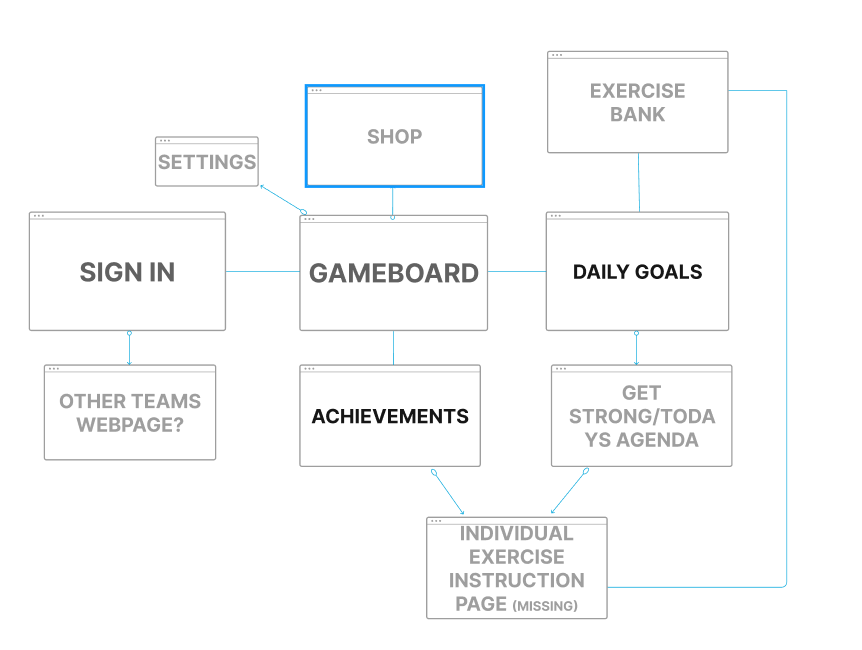 EXERCISE
BANK
SHOP
SETTINGS
SIGN IN
GAMEBOARD
DAILY GOALS
OTHER TEAMS
WEBPAGE?
ACHIEVEMENTS
GET
STRONG/TODA
YS AGENDA
INDIVIDUAL
EXERCISE
INSTRUCTION
PAGE (MISSING)